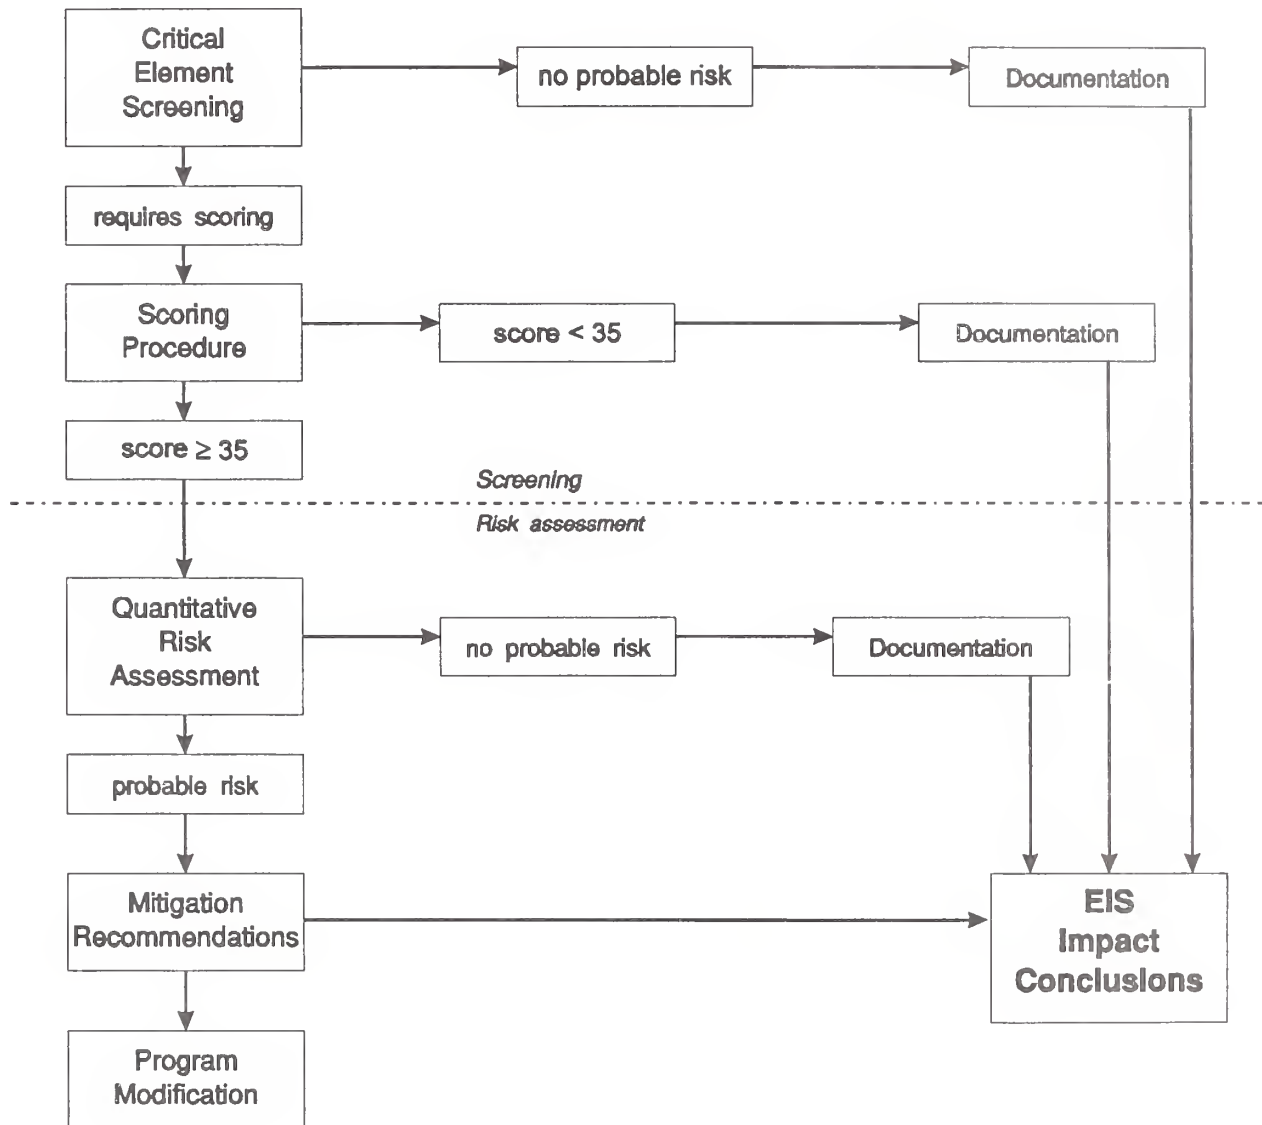 Critical
Element
Screening
no probable risk
Documentation
requires scoring
Scoring
Procedure
score < 35
Documentation
score ≥ 35
Screening
Risk assessment
Quantitative
Risk
Assessment
no probable risk
Documentation
probable risk
Mitigation
Recommendations
EIS
Impact
Conclusions
Program
Modification